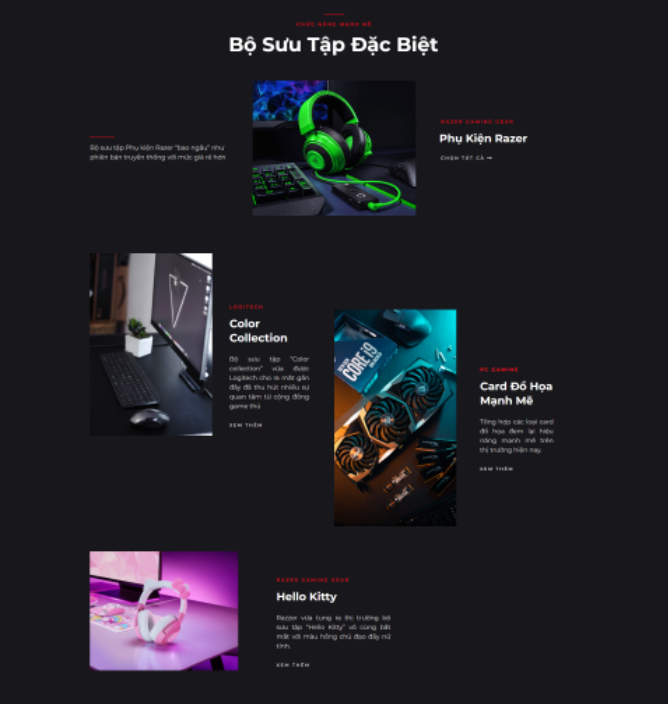 CHỨC NĂNG MẠNH MẼ
Bộ Sưu Tập Đặc Biệt
Bộ sưu tập Phụ kiện Razer "bao ngầu" như
phiên bản truyền thống với mức giá rẻ hơn
RAZER GAMING GEAR
Phụ Kiện Razer
CHỌN TẤT CẢ
LOGITECH
Color
Collection
Bộ sưu tập "Color
collection" vừa được
Logitech cho ra mắt gần
đây đã thu hút nhiều sự
quan tâm từ cộng đồng
game thủ
XEM THÊM
CORE i9
PC GAMING
Card Đồ Họa
Mạnh Mẽ
Tổng hợp các loại card
đồ họa đem lại hiệu
năng mạnh mẽ trên
thị trường hiện nay.
XEM THÊM
RAZER GAMING GEAR
Hello Kitty
Razzer vừa tung ra thị trường bộ
sưu tập "Hello Kitty" vô cùng bắt
mắt với màu hồng chủ đạo đầy nữ
tính.
XEM THÊM